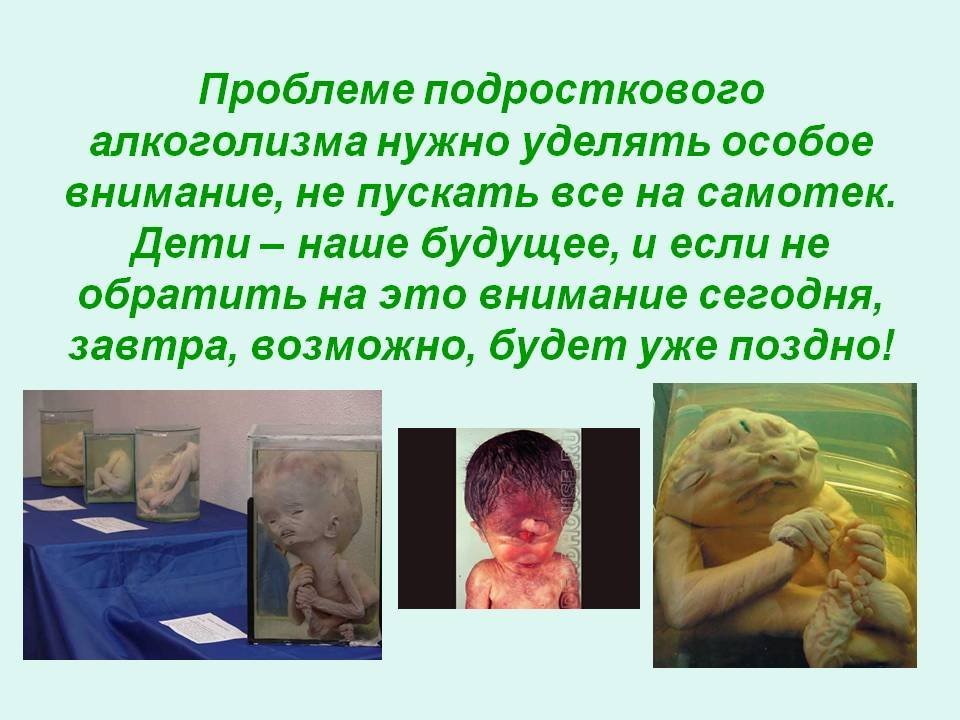 Проблеме подросткового
алкоголизма нужно уделять особое
внимание, не пускать все на самотек.
Дети – наше будущее, и если не
обратить на это внимание сегодня,
завтра, возможно, будет уже поздно!